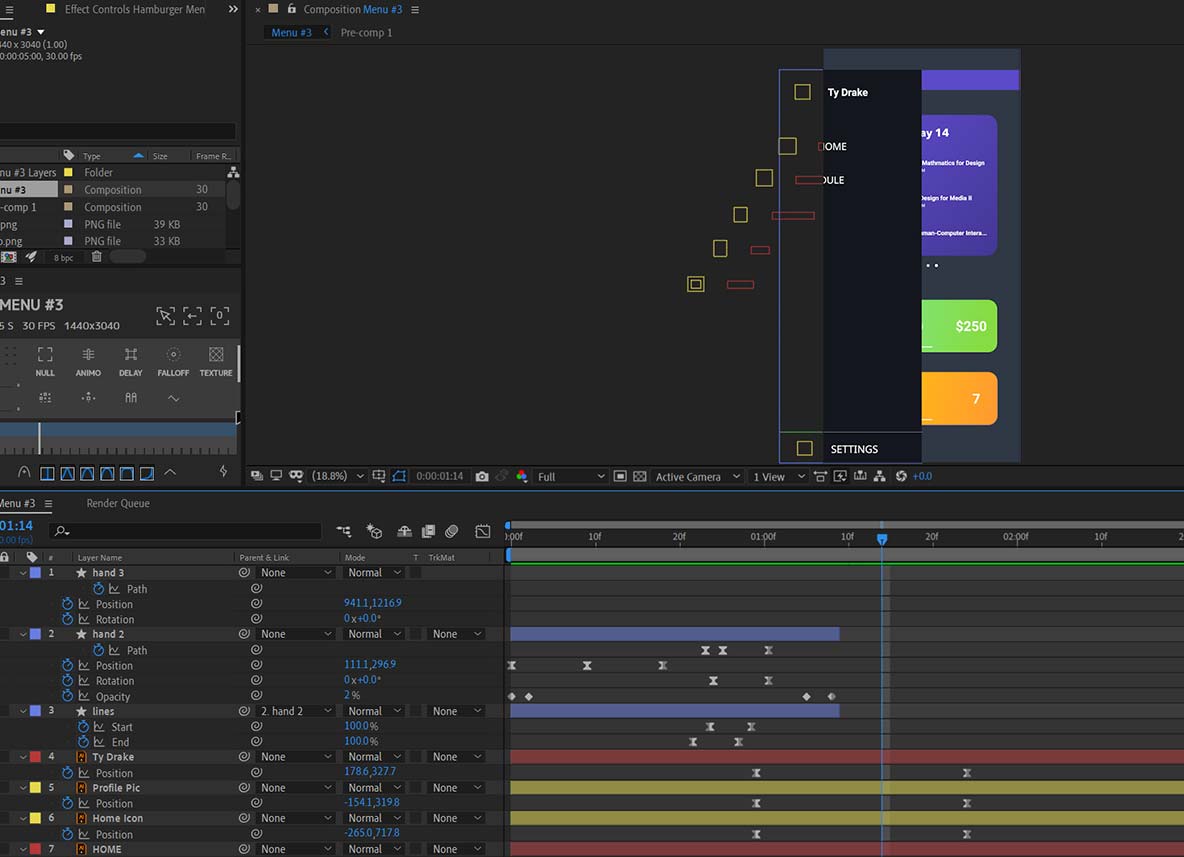 Effect Controls Hamburger Men
enu #3
440 x 3040 (1.00)
0:00:05:00, 30.00 fps
Type Size Frame R..
nu #3 Layers Folder
nu #3 Composition 30
-comp 1 Composition 30
png PNG file 39 KB
o.png PNG file 33 KB
8 bpc
3
MENU #3
5 S 30 FPS 1440x3040
NULL ANIMO DELAY FALLOFF TEXTURE
× Composition Menu #3
Menu #3 Pre-comp 1
Ty Drake
OME
DULE
SETTINGS
ay 14
Mathmatics for Design
Design for Media II
man-Computer Intera...
$250
7
(18.8%) 0:00:01:14 Full Active Camera 1 View +0.0
Menu #3 Render Queue
01:14
0.00 fps)
:00f 10f 20f 01:00f 10f 20f 02:00f 10f 2
# Layer Name Parent & Link Mode T TrkMat
1 hand 3 None Normal
Path
Position 941.1,1216.9
Rotation 0x+0.0°
2 hand 2 None Normal None
Path
Position 111.1,296.9
Rotation 0x+0.0°
Opacity 2%
3 lines 2. hand 2 Normal None
Start 100.0%
End 100.0%
4 Ty Drake None Normal None
Position 178.6,327.7
5 Profile Pic None Normal None
Position -154.1,319.8
6 Home Icon None Normal None
Position -265.0,717.8
7 HOME None Normal None